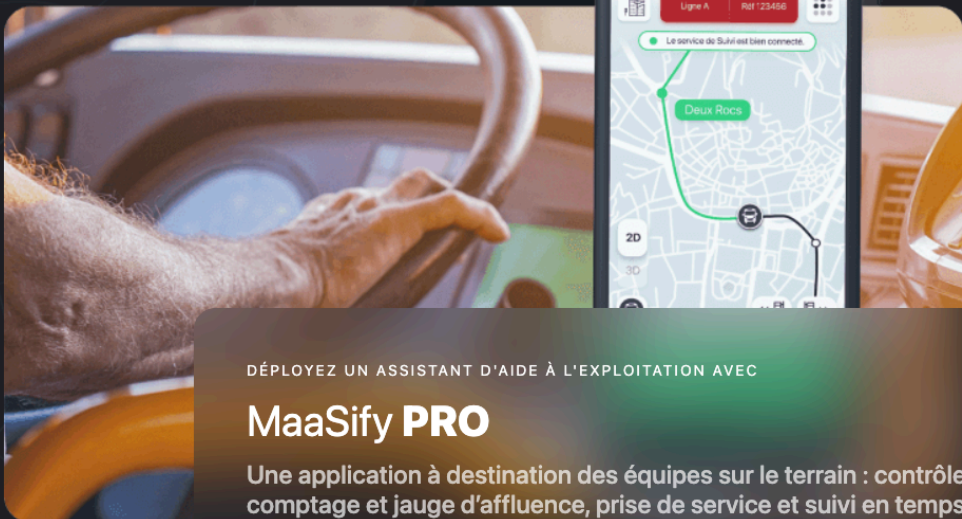 Ligne A
Réf 123456
Le service de Suivi est bien connecté.
Deux Rocs
2D
3D
DÉPLOYEZ UN ASSISTANT D'AIDE À L'EXPLOITATION AVEC
MaaSify PRO
Une application à destination des équipes sur le terrain : contrôle
comptage et jauge d'affluence, prise de service et suivi en temps